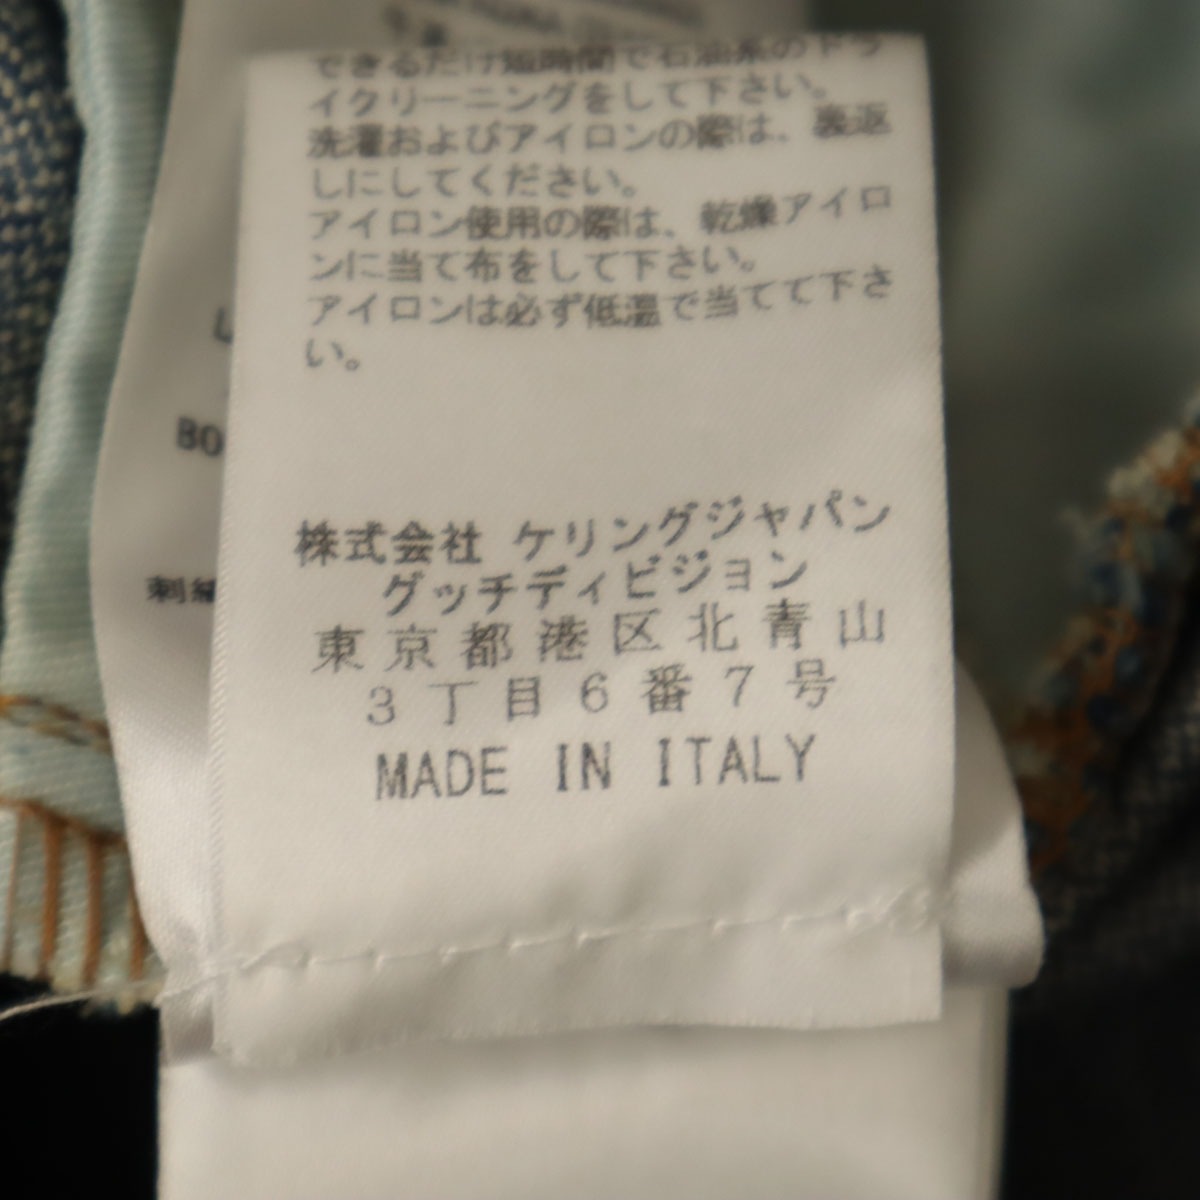 できるだけ短時間で石油系のドラ
イクリーニングをして下さい。
洗濯およびアイロンの際は、裏返
しにしてください。
アイロン使用の際は、乾燥アイロ
ンに当て布をして下さい。
アイロンは必ず低温で当てて下さ
い。
BO
刺繍
株式会社 ケリングジャパン
グッチディビジョン
東京都港区北青山
3丁目6番7号
MADE IN ITALY